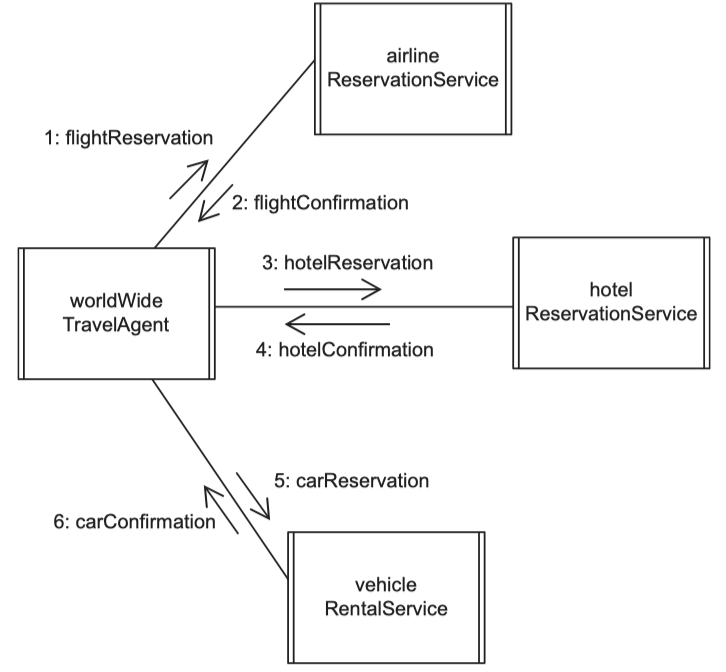 airline
ReservationService
1: flightReservation
2: flightConfirmation
3: hotelReservation
worldWide
TravelAgent
hotel
ReservationService
4: hotelConfirmation
5: carReservation
6: carConfirmation
vehicle
RentalService